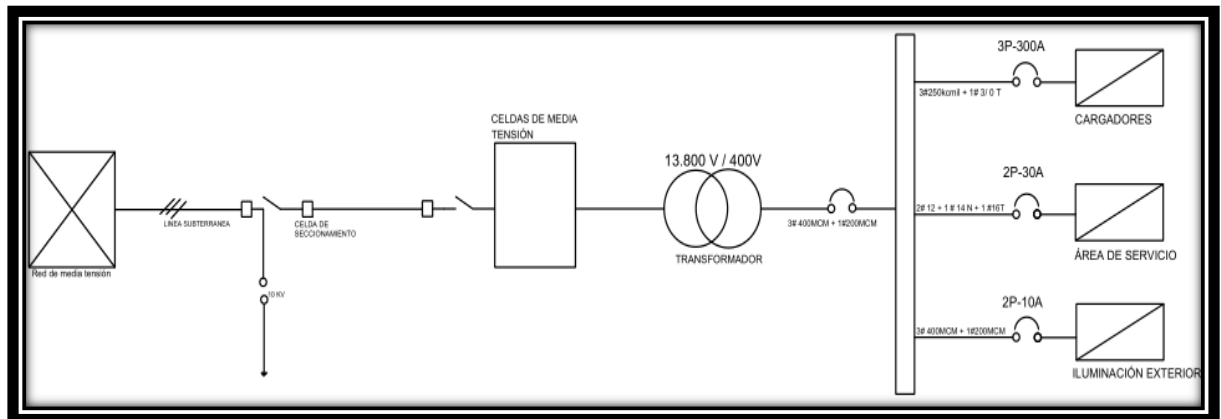 Red de media tensión
LINEA SUBTERRANEA
10 KV
CELDA DE
SECCIONAMIENTO
CELDAS DE MEDIA
TENSIÓN
13.800 V / 400V
TRANSFORMADOR
3# 400MCM + 1#200MCM
3P-300A
3#250kcmil + 1# 3/ 0 T
CARGADORES
2P-30A
2# 12 + 1 # 14 N + 1 #16T
ÁREA DE SERVICIO
2P-10A
3# 400MCM + 1#200MCM
ILUMINACIÓN EXTERIOR